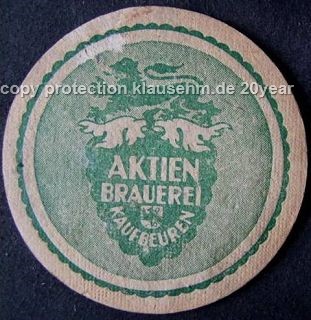 copy protection klausehm.de 20year
AKTIEN
BRAUEREI
KAUFBEUREN